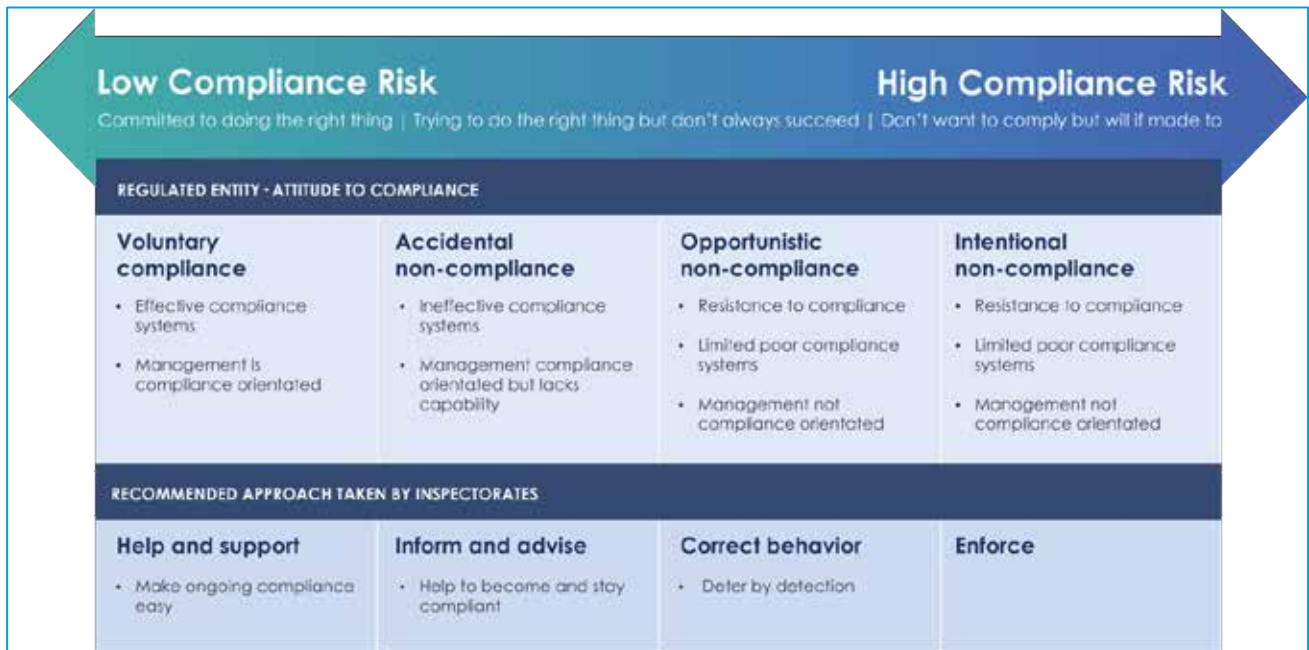 Low Compliance Risk
High Compliance Risk
Committed to doing the right thing | Trying to do the right thing but don't always succeed | Don't want to comply but will if made to
REGULATED ENTITY - ATTITUDE TO COMPLIANCE
Voluntary
compliance
• Effective compliance
systems
• Management is
compliance orientated
Accidental
non-compliance
• Ineffective compliance
systems
• Management compliance
orientated but lacks
capability
Opportunistic
non-compliance
• Resistance to compliance
• Limited poor compliance
systems
• Management not
compliance orientated
Intentional
non-compliance
• Resistance to compliance
• Limited poor compliance
systems
• Management not
compliance orientated
RECOMMENDED APPROACH TAKEN BY INSPECTORATES
Help and support
• Make ongoing compliance
easy
Inform and advise
• Help to become and stay
compliant
Correct behavior
• Deter by detection
Enforce